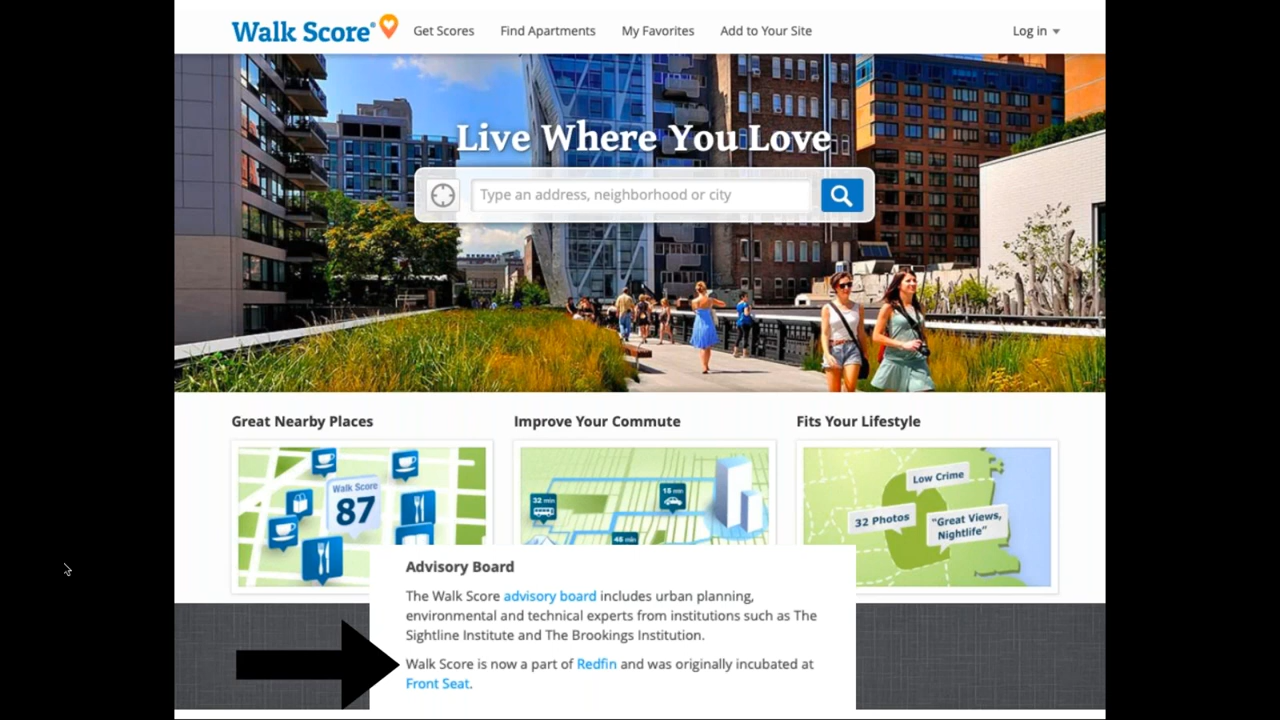 Walk Score®
Get Scores
Find Apartments
My Favorites
Add to Your Site
Log in
Live Where You Love
Type an address, neighborhood or city
Great Nearby Places
Improve Your Commute
Fits Your Lifestyle
Walk Score
87
32 min
15 min
46 min
Low Crime
32 Photos
"Great Views,
Nightlife"
Advisory Board
The Walk Score advisory board includes urban planning,
environmental and technical experts from institutions such as The
Sightline Institute and The Brookings Institution.
Walk Score is now a part of Redfin and was originally incubated at
Front Seat.